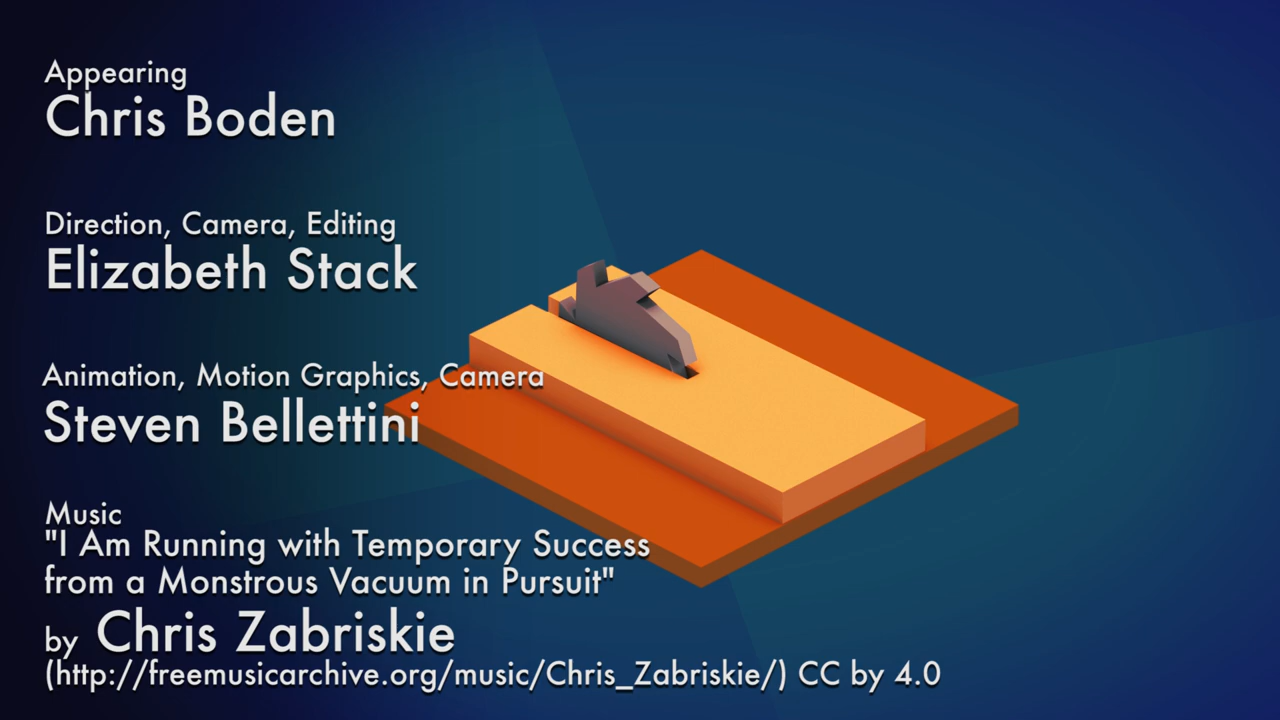 Appearing
Chris Boden
Direction, Camera, Editing
Elizabeth Stack
Animation, Motion Graphics, Camera
Steven Bellettini
Music
"I Am Running with Temporary Success
from a Monstrous Vacuum in Pursuit"
by Chris Zabriskie
(http://freemusicarchive.org/music/Chris_Zabriskie/) CC by 4.0